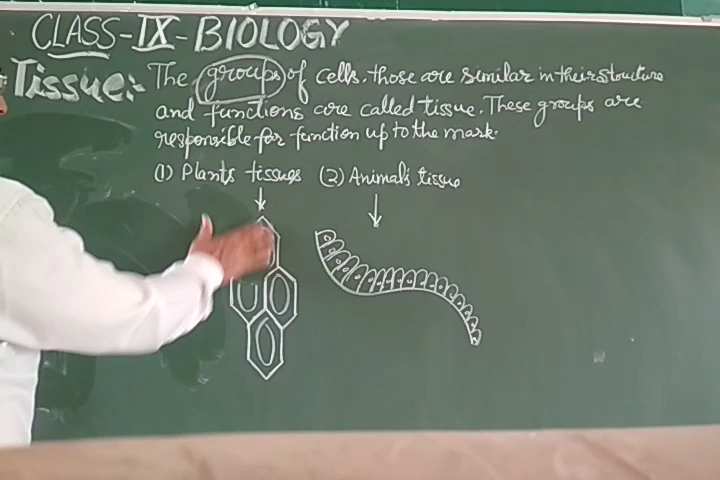 CLASS-IX-BIOLOGY
Tissue:- The groups of cells. those are similar in their structure
and functions are called tissue. These groups are
responsible for function up to the mark.
(1) Plants tissues (2) Animals tissue